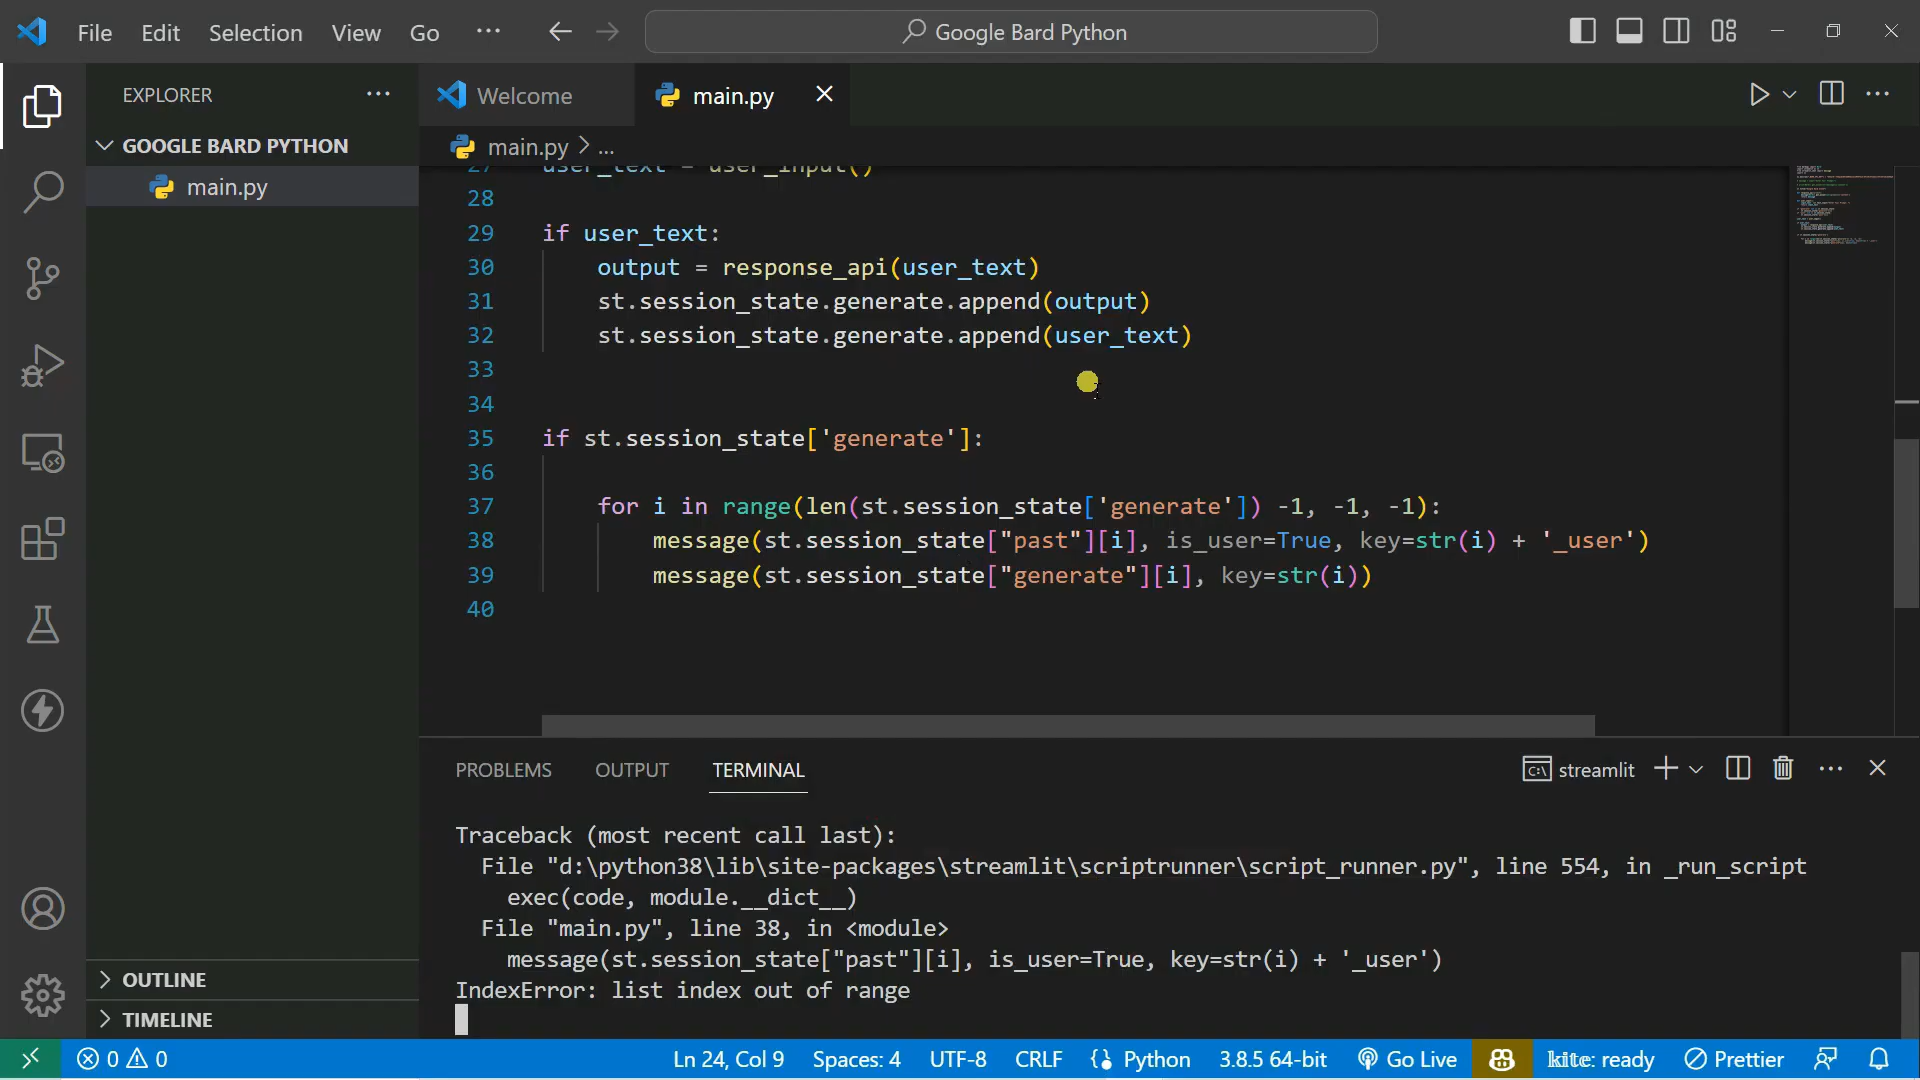 File Edit Selection View Go ··· Google Bard Python
EXPLORER ···
GOOGLE BARD PYTHON
main.py
OUTLINE
TIMELINE
Welcome
main.py
main.py > ...
27 user_text = user_input()
28
29 if user_text:
30 output = response_api(user_text)
31 st.session_state.generate.append(output)
32 st.session_state.generate.append(user_text)
33
34
35 if st.session_state['generate']:
36
37 for i in range(len(st.session_state['generate']) -1, -1, -1):
38 message(st.session_state["past"][i], is_user=True, key=str(i) + '_user')
39 message(st.session_state["generate"][i], key=str(i))
40
PROBLEMS OUTPUT TERMINAL streamlit
Traceback (most recent call last):
File "d:\python38\lib\site-packages\streamlit\scriptrunner\script_runner.py", line 554, in _run_script
exec(code, module.__dict__)
File "main.py", line 38, in <module>
message(st.session_state["past"][i], is_user=True, key=str(i) + '_user')
IndexError: list index out of range
0 0 Ln 24, Col 9 Spaces: 4 UTF-8 CRLF Python 3.8.5 64-bit Go Live kite: ready Prettier